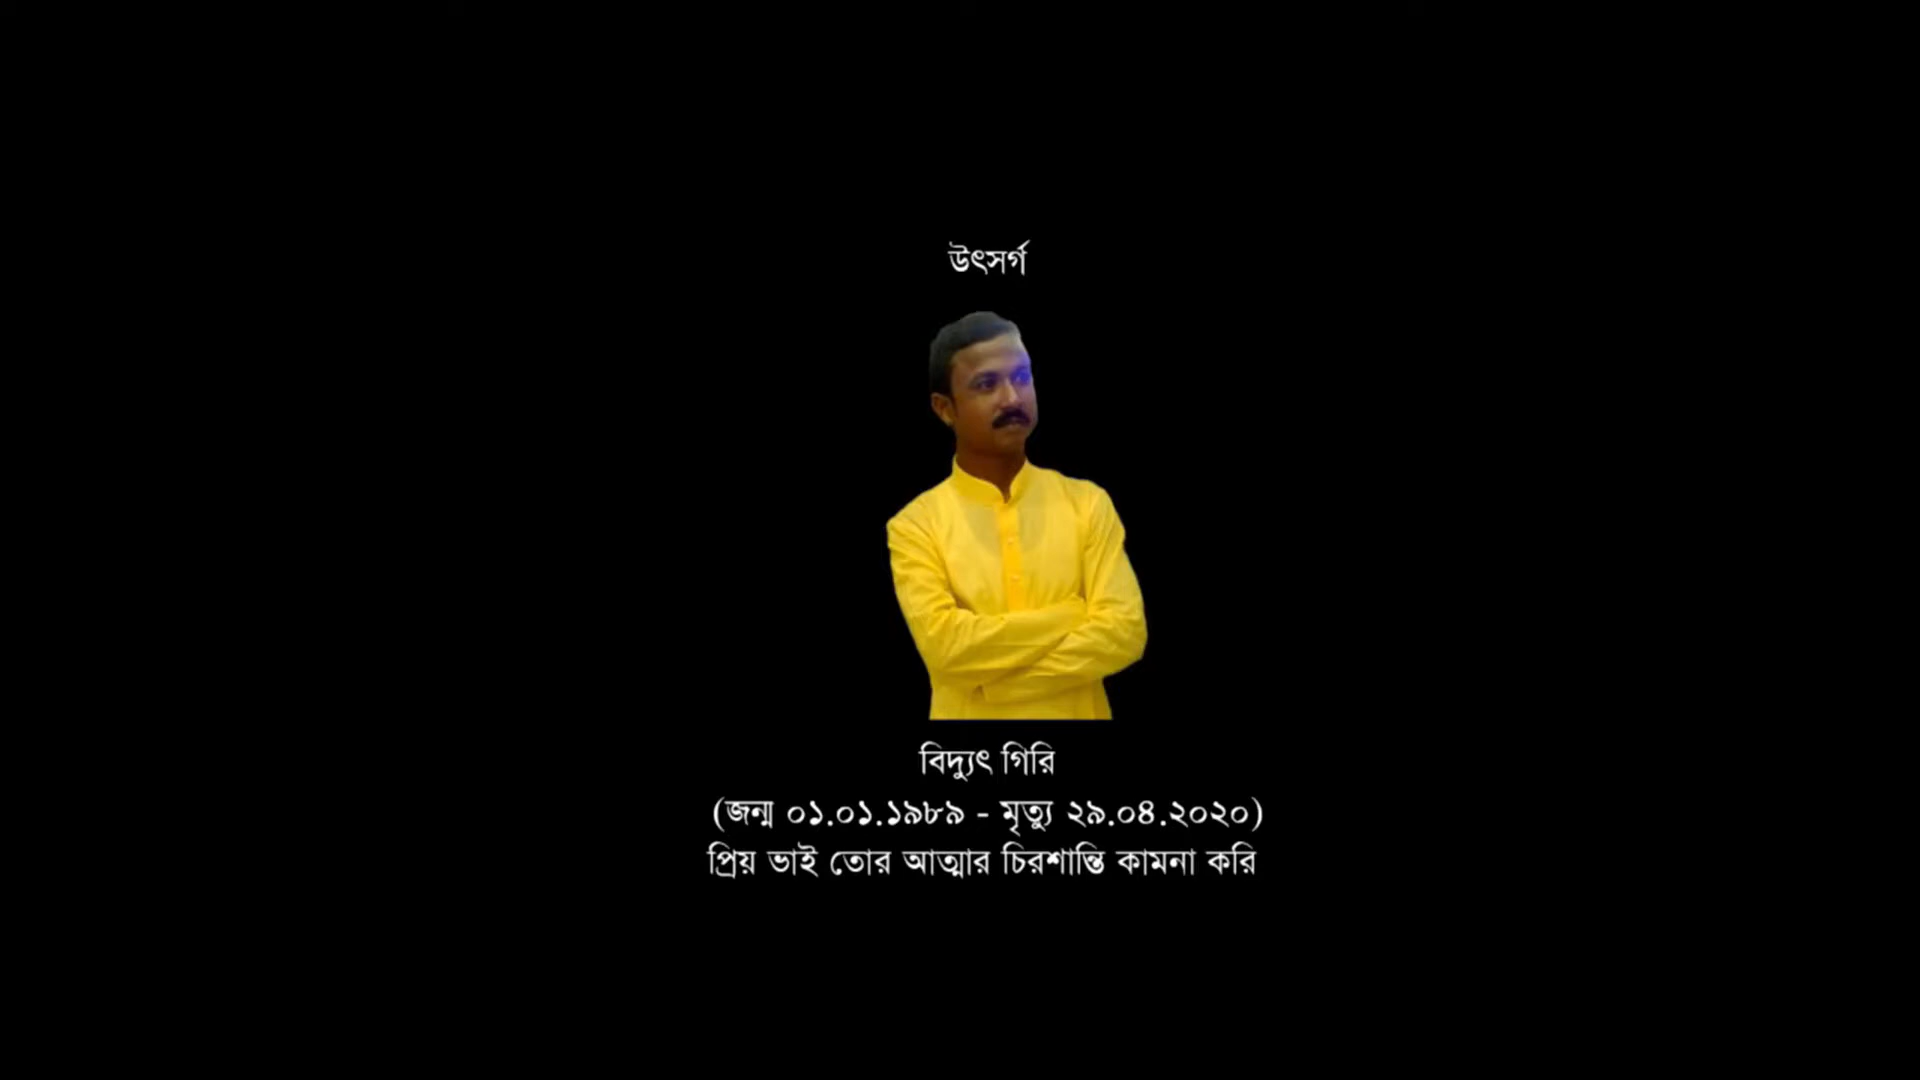 উৎসর্গ
বিদ্যুৎ গিরি
(জন্ম ০১.০১.১৯৮৯ - মৃত্যু ২৯.০৪.২০২০)
প্রিয় ভাই তোর আত্মার চিরশান্তি কামনা করি